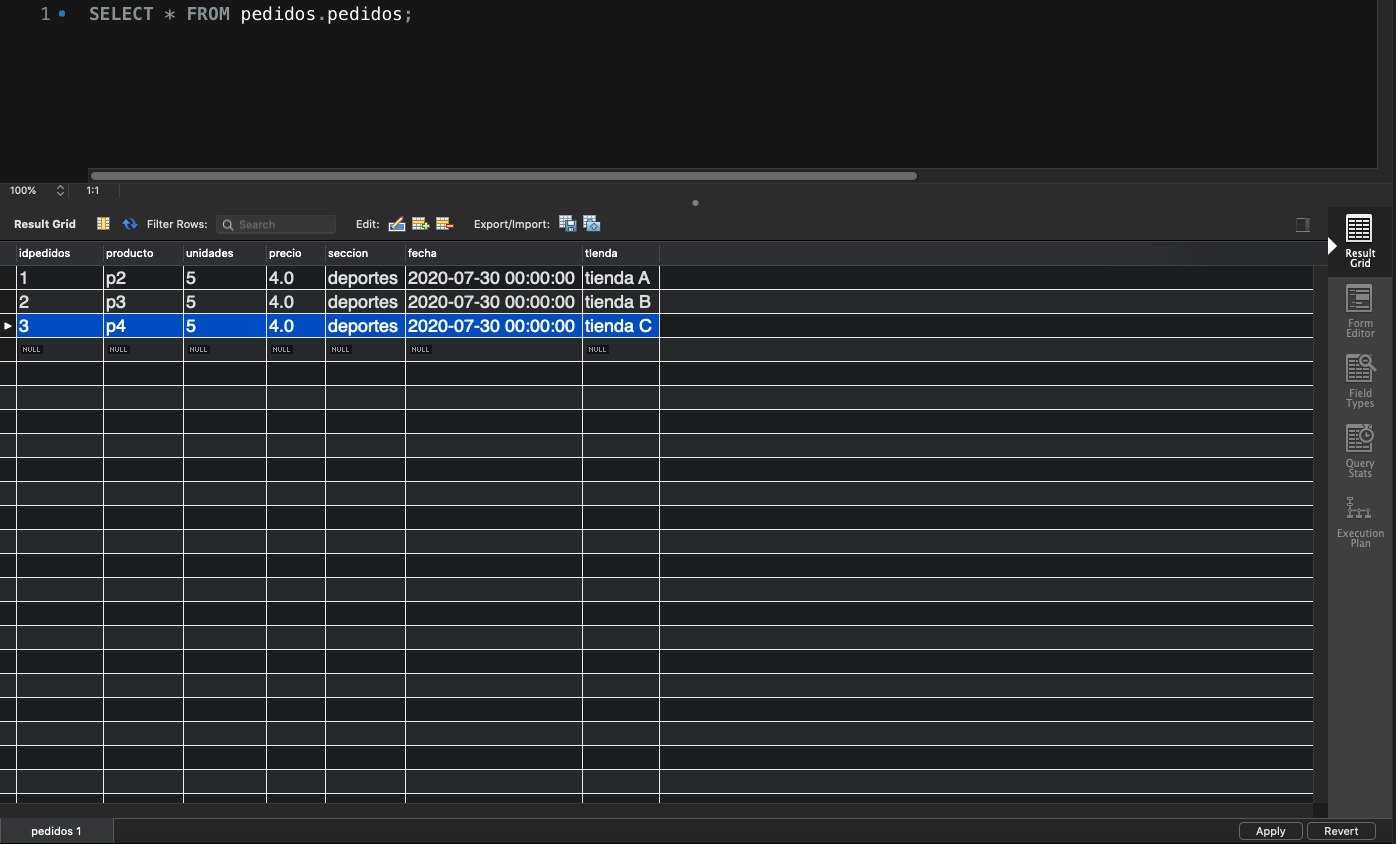 1 SELECT * FROM pedidos.pedidos;
100% 1:1
Result Grid Filter Rows: Search Edit: Export/Import:
idpedidos producto unidades precio seccion fecha tienda
1 p2 5 4.0 deportes 2020-07-30 00:00:00 tienda A
2 p3 5 4.0 deportes 2020-07-30 00:00:00 tienda B
3 p4 5 4.0 deportes 2020-07-30 00:00:00 tienda C
NULL NULL NULL NULL NULL NULL NULL
Result
Grid
Form
Editor
Field
Types
Query
Stats
Execution
Plan
pedidos 1 Apply Revert